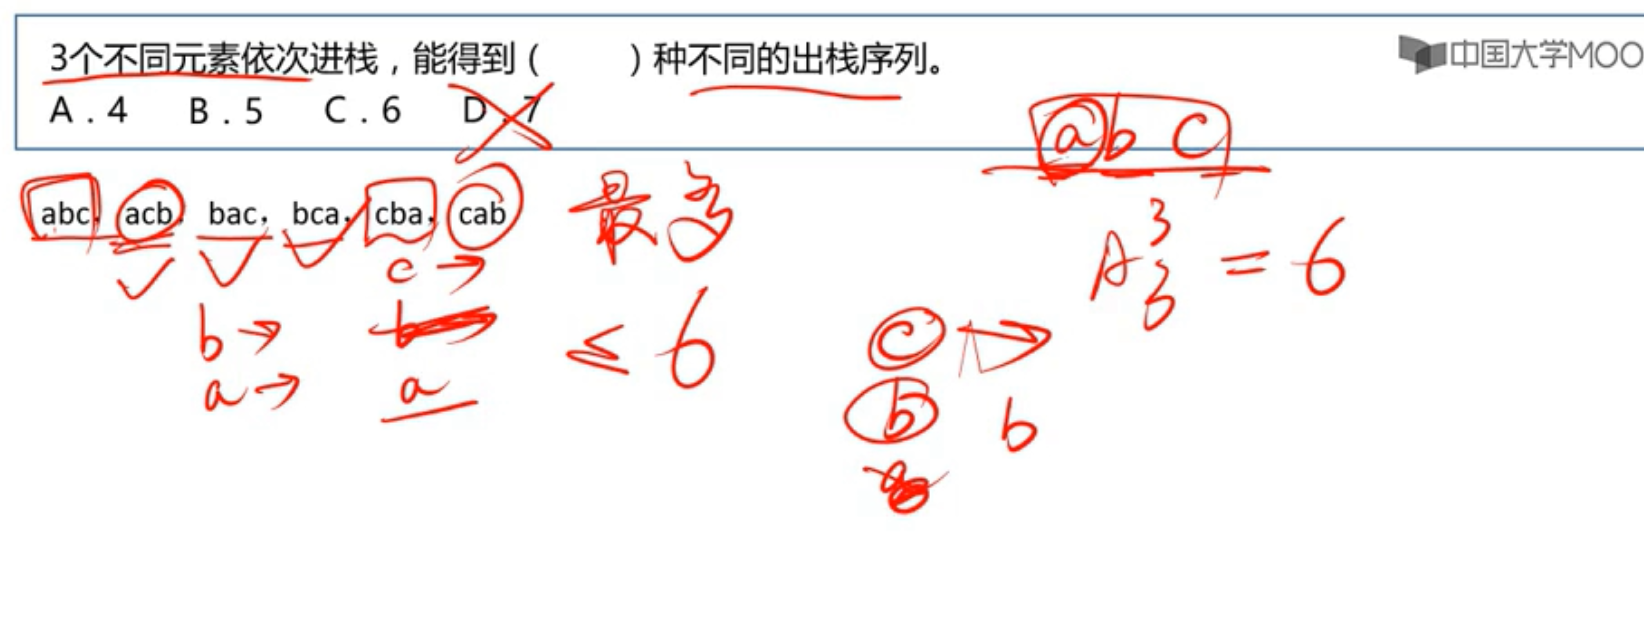 3个不同元素依次进栈，能得到（ ）种不同的出栈序列。
中国大学MOO
A．4 B．5 C．6 D．7
a b c
abc，acb，bac，bca，cba，cab
最多
A 3 3 = 6
c →
b → b
a → a
≤ 6
c
b b